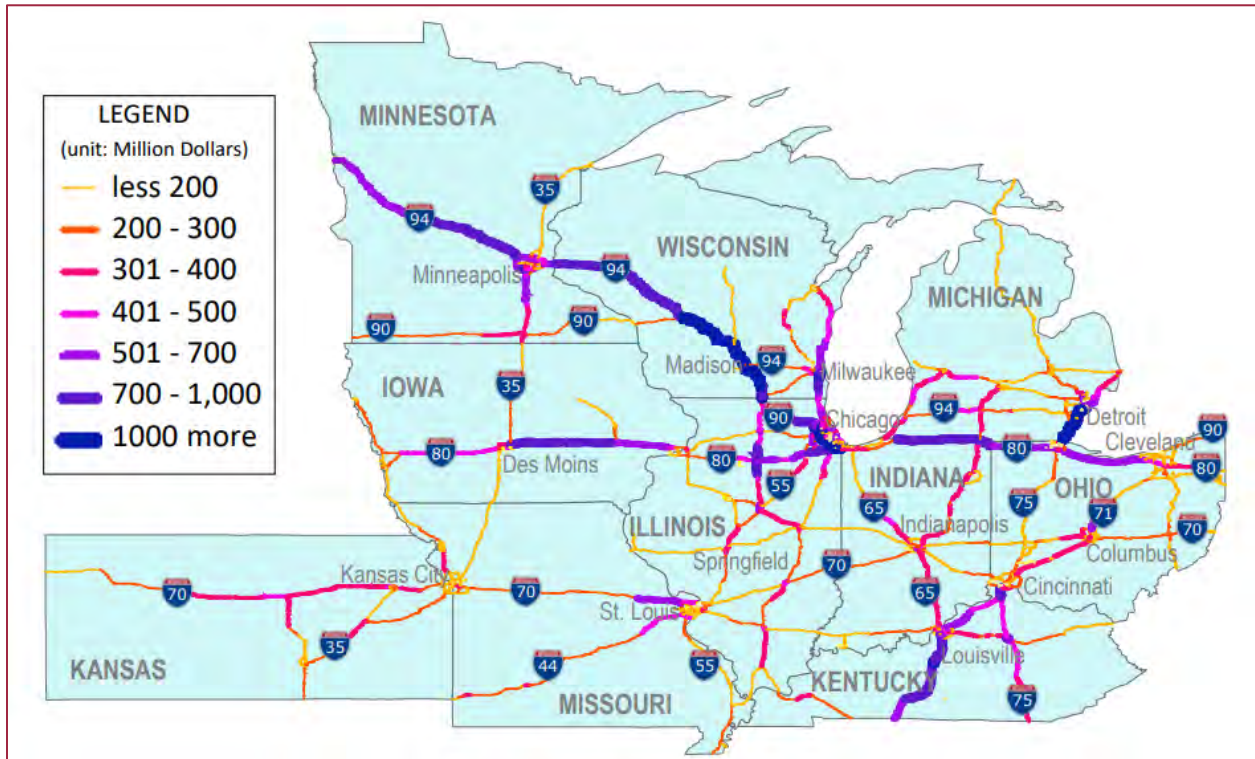 LEGEND
(unit: Million Dollars)
less 200
200 - 300
301 - 400
401 - 500
501 - 700
700 - 1,000
1000 more
MINNESOTA
35
94
WISCONSIN
94
Minneapolis
MICHIGAN
90
90
94
Madison
Milwaukee
IOWA
35
90
Chicago
94
Detroit
Cleveland
90
80
Des Moins
80
55
INDIANA
80
80
65
75
OHIO
71
ILLINOIS
Indianapolis
70
Springfield
Columbus
70
Kansas City
70
70
St. Louis
65
Cincinnati
35
Louisville
KANSAS
44
55
KENTUCKY
75
MISSOURI